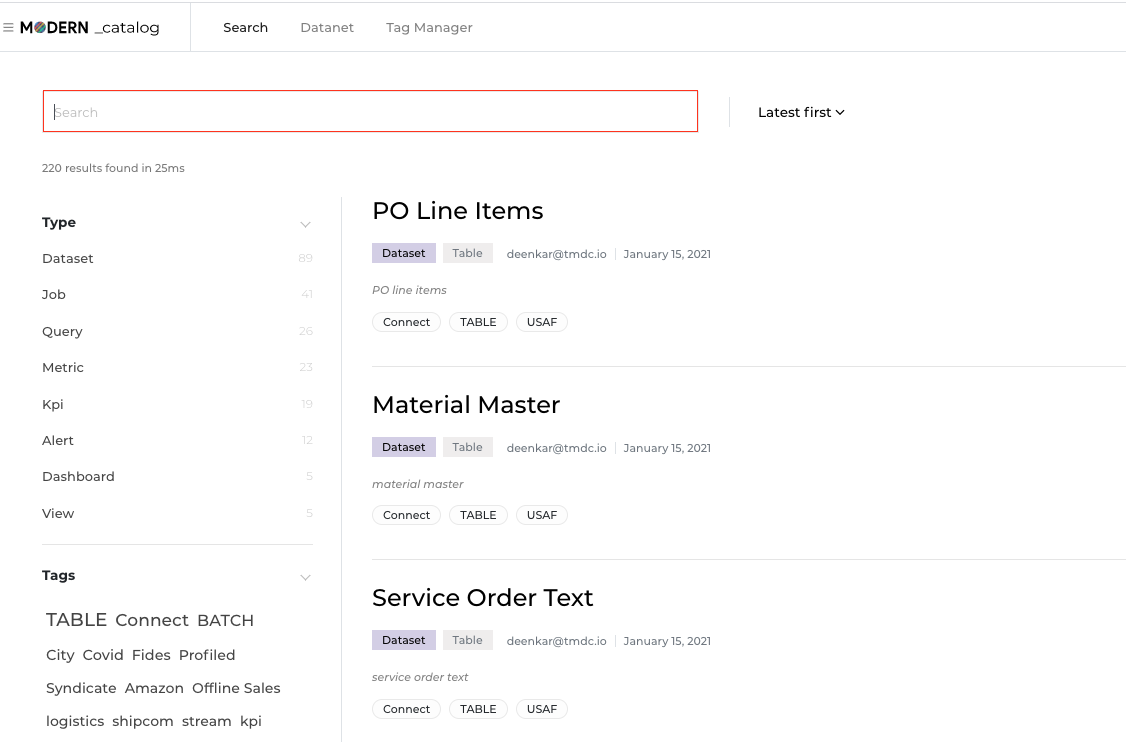 MODERN _catalog Search Datanet Tag Manager
Search
Latest first
220 results found in 25ms
Type
Dataset 89
Job 41
Query 26
Metric 23
Kpi 19
Alert 12
Dashboard 5
View 5
Tags
TABLE Connect BATCH
City Covid Fides Profiled
Syndicate Amazon Offline Sales
logistics shipcom stream kpi
PO Line Items
Dataset Table deenkar@tmdc.io January 15, 2021
PO line items
Connect TABLE USAF
Material Master
Dataset Table deenkar@tmdc.io January 15, 2021
material master
Connect TABLE USAF
Service Order Text
Dataset Table deenkar@tmdc.io January 15, 2021
service order text
Connect TABLE USAF